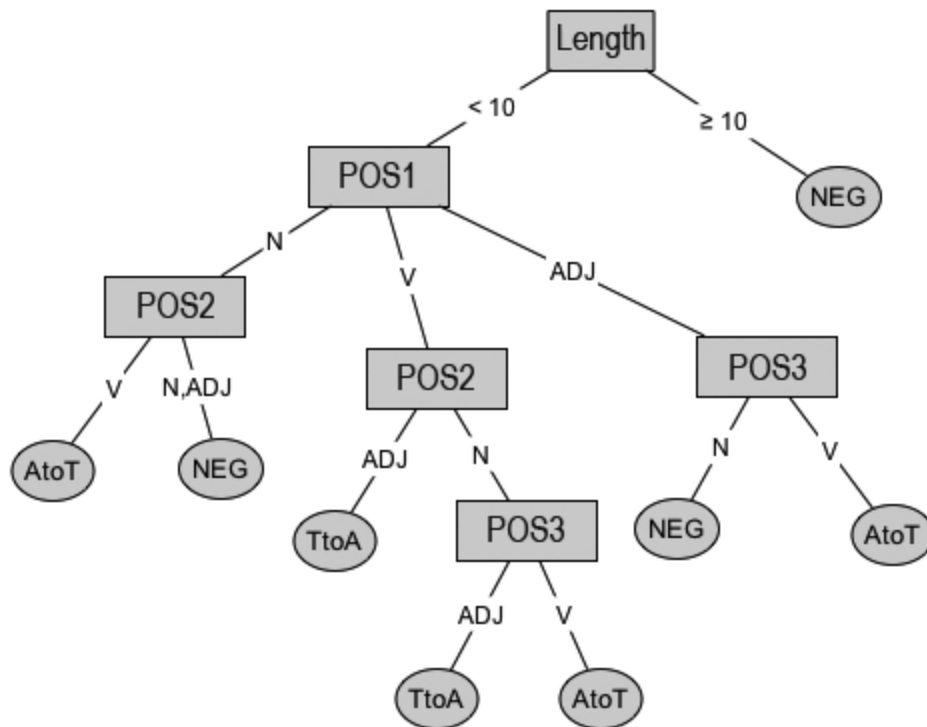 Length
< 10
≥ 10
POS1
NEG
N
V
ADJ
POS2
POS2
POS3
V
N,ADJ
ADJ
N
N
V
AtoT
NEG
TtoA
POS3
NEG
AtoT
ADJ
V
TtoA
AtoT